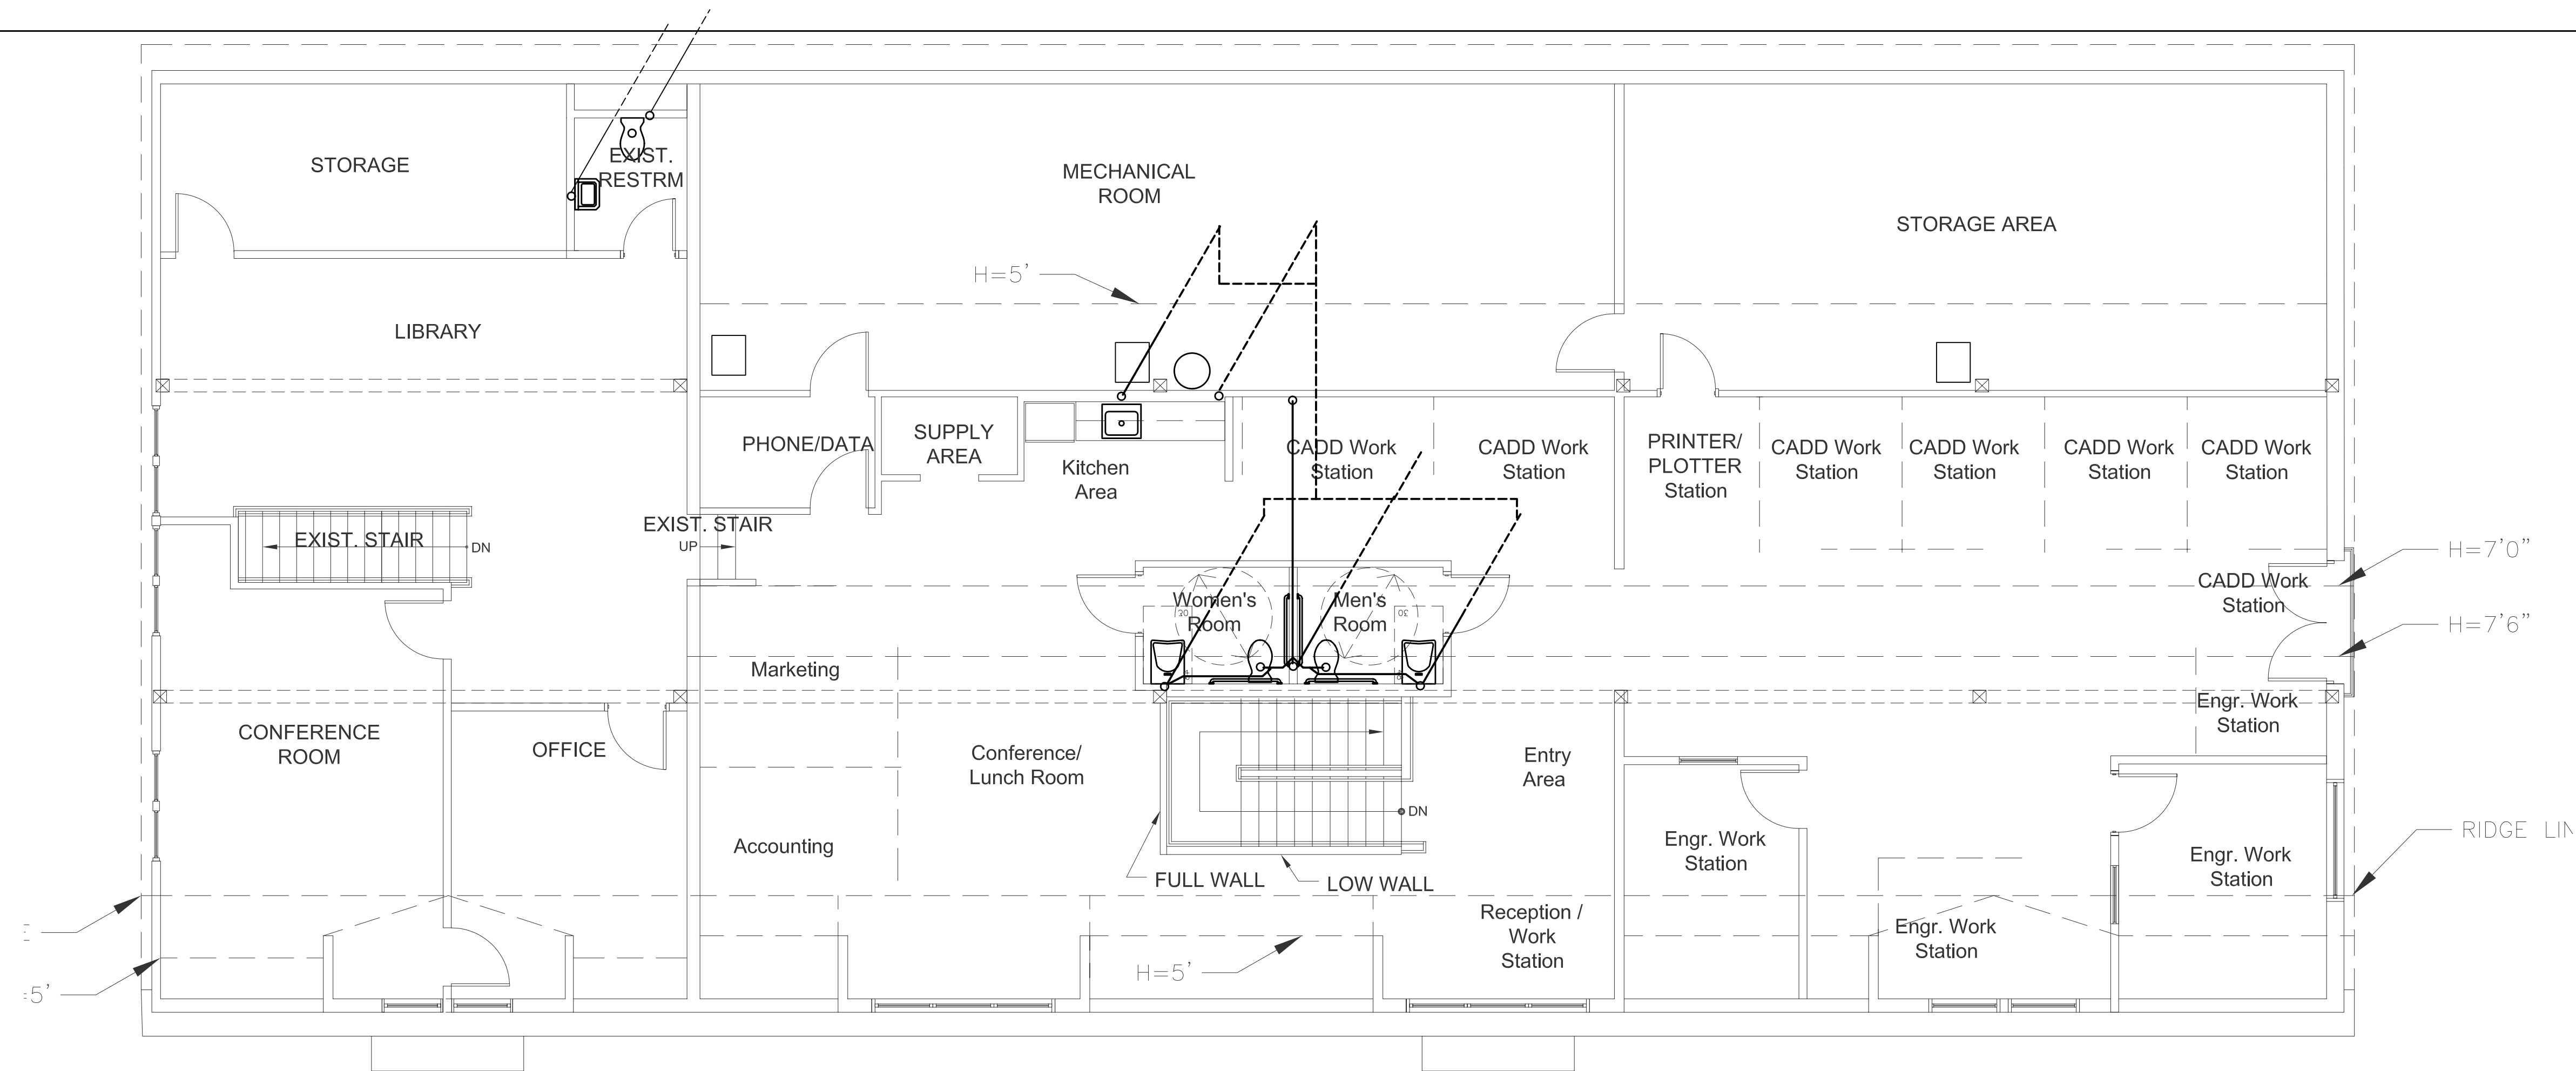 STORAGE
EXIST.
RESTRM
MECHANICAL
ROOM
STORAGE AREA
H=5'
LIBRARY
PHONE/DATA
SUPPLY
AREA
Kitchen
Area
CADD Work
Station
CADD Work
Station
PRINTER/
PLOTTER
Station
CADD Work
Station
CADD Work
Station
CADD Work
Station
CADD Work
Station
EXIST. STAIR
DN
EXIST. STAIR
UP
H=7'0"
CADD Work
Station
H=7'6"
Women's
Room
30
Men's
Room
30
Marketing
Engr. Work
Station
CONFERENCE
ROOM
OFFICE
Conference/
Lunch Room
Entry
Area
DN
Accounting
Engr. Work
Station
Engr. Work
Station
RIDGE LIN
FULL WALL
LOW WALL
Reception /
Work
Station
Engr. Work
Station
E
H=5'
=5'